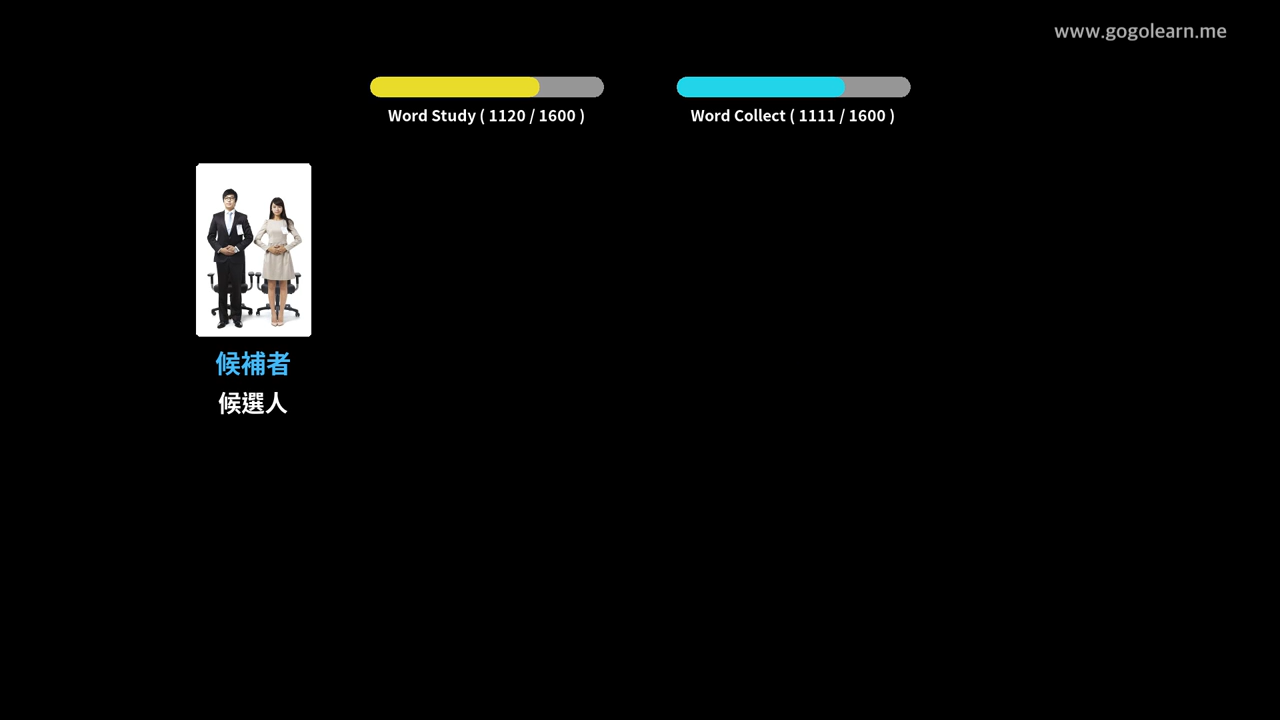 www.gogolearn.me
Word Study ( 1120 / 1600 )
Word Collect ( 1111 / 1600 )
候補者
候選人